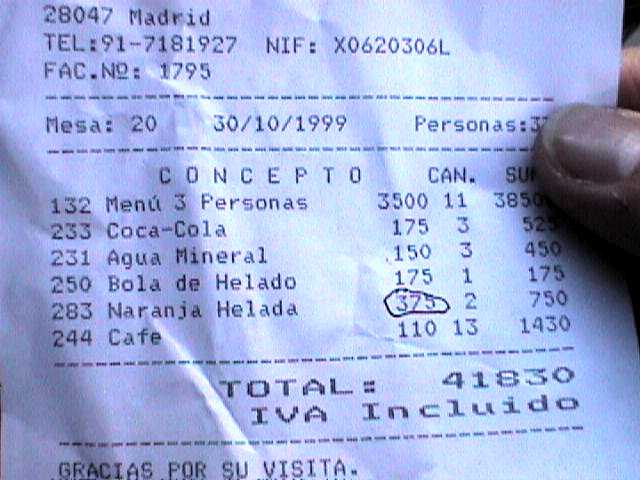 28047 Madrid
TEL:91-7181927 NIF: X0620306L
FAC.Nº: 1795
Mesa: 20 30/10/1999 Personas:
C O N C E P T O CAN.
132 Menú 3 Personas 3500 11
233 Coca-Cola 175 3 525
231 Agua Mineral 150 3 450
250 Bola de Helado 175 1 175
283 Naranja Helada 375 2 750
244 Cafe 110 13 1430
TOTAL: 41830
IVA Incluido
GRACIAS POR SU VISITA.